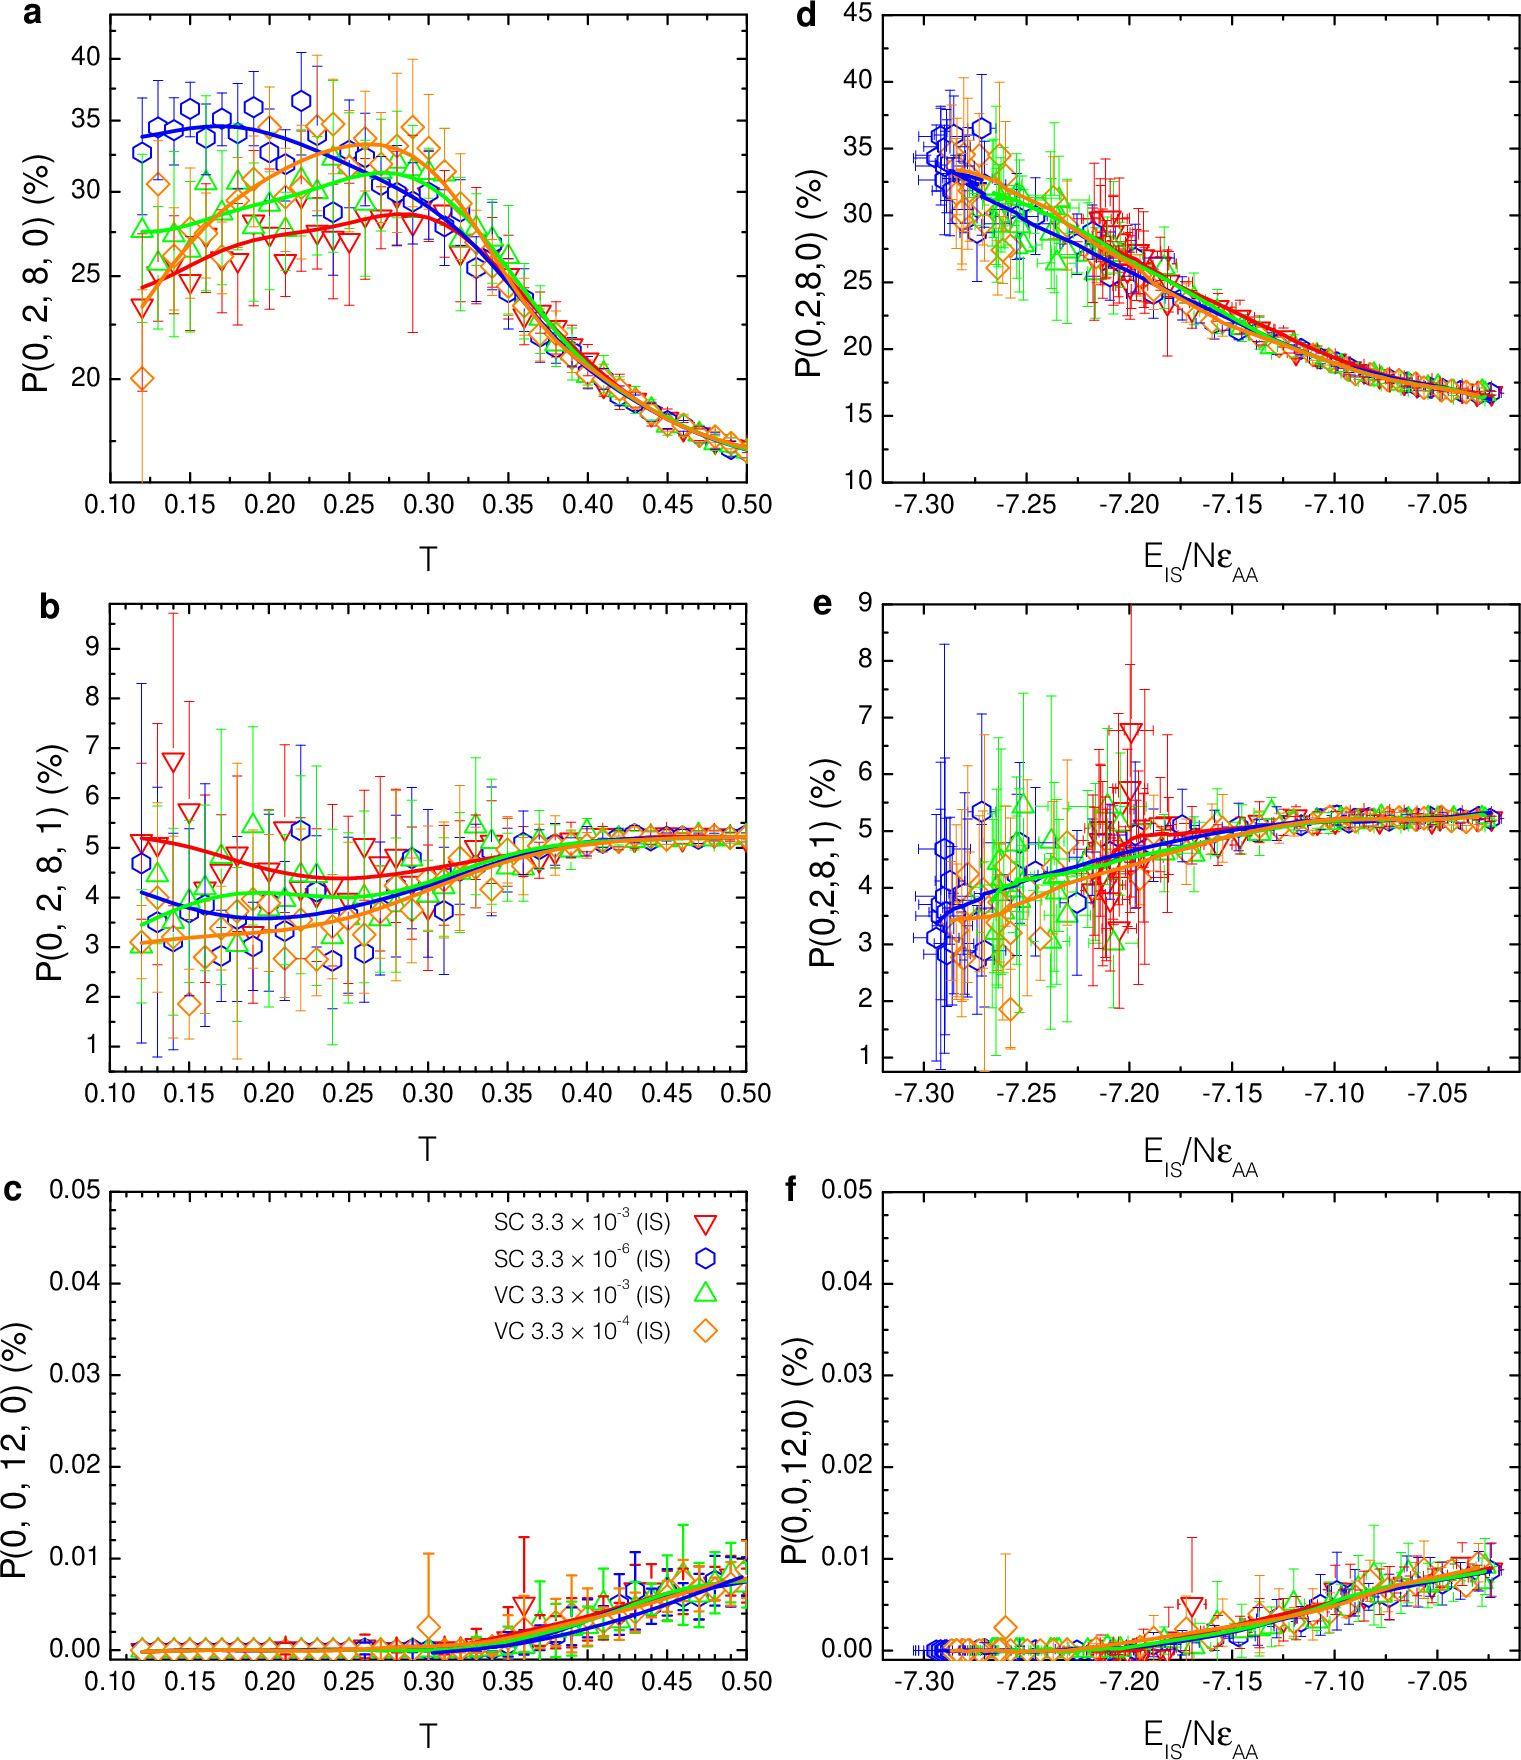 a
40
35
30
25
20
P(0, 2, 8, 0) (%)
0.10 0.15 0.20 0.25 0.30 0.35 0.40 0.45 0.50
T
d
45
40
35
30
25
20
15
10
P(0,2,8,0) (%)
-7.30 -7.25 -7.20 -7.15 -7.10 -7.05
E_IS/Nε_AA
b
9
8
7
6
5
4
3
2
1
P(0, 2, 8, 1) (%)
0.10 0.15 0.20 0.25 0.30 0.35 0.40 0.45 0.50
T
e
9
8
7
6
5
4
3
2
1
P(0,2,8,1) (%)
-7.30 -7.25 -7.20 -7.15 -7.10 -7.05
E_IS/Nε_AA
c
0.05
0.04
0.03
0.02
0.01
0.00
P(0, 0, 12, 0) (%)
SC 3.3 × 10⁻³ (IS)
SC 3.3 × 10⁻⁶ (IS)
VC 3.3 × 10⁻³ (IS)
VC 3.3 × 10⁻⁴ (IS)
0.10 0.15 0.20 0.25 0.30 0.35 0.40 0.45 0.50
T
f
0.05
0.04
0.03
0.02
0.01
0.00
P(0,0,12,0) (%)
-7.30 -7.25 -7.20 -7.15 -7.10 -7.05
E_IS/Nε_AA